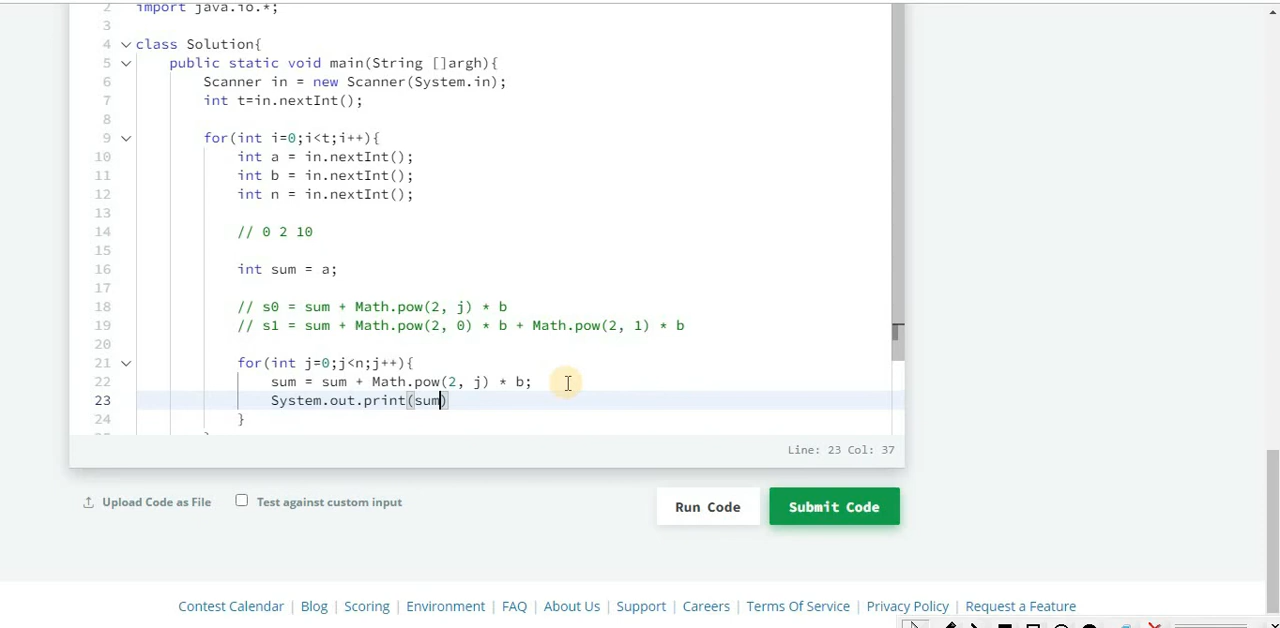 2 import java.io.*;
3
4 class Solution{
5 public static void main(String []argh){
6 Scanner in = new Scanner(System.in);
7 int t=in.nextInt();
8
9 for(int i=0;i<t;i++){
10 int a = in.nextInt();
11 int b = in.nextInt();
12 int n = in.nextInt();
13
14 // 0 2 10
15
16 int sum = a;
17
18 // s0 = sum + Math.pow(2, j) * b
19 // s1 = sum + Math.pow(2, 0) * b + Math.pow(2, 1) * b
20
21 for(int j=0;j<n;j++){
22 sum = sum + Math.pow(2, j) * b;
23 System.out.print(sum)
24 }
Line: 23 Col: 37
Upload Code as File Test against custom input Run Code Submit Code
Contest Calendar | Blog | Scoring | Environment | FAQ | About Us | Support | Careers | Terms Of Service | Privacy Policy | Request a Feature